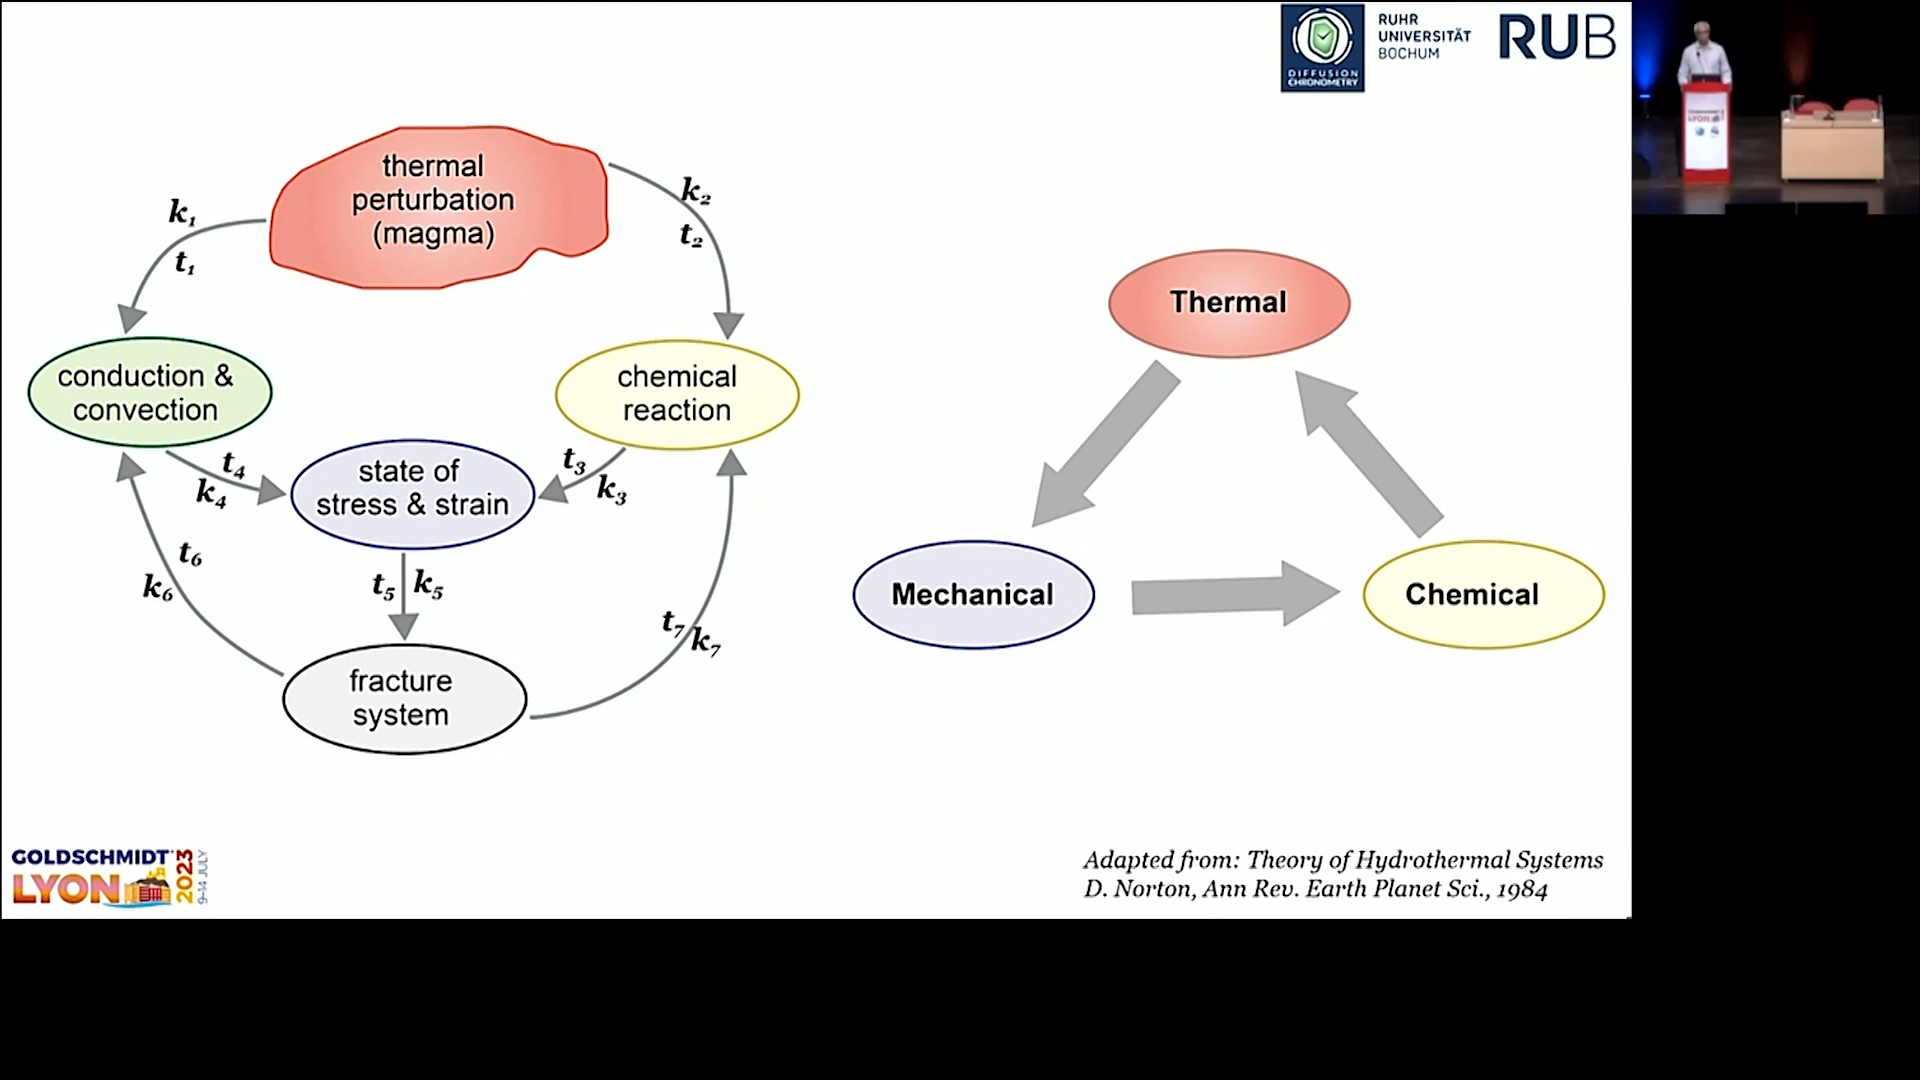 DIFFUSION
CHRONOMETRY
RUHR
UNIVERSITÄT
BOCHUM
RUB
thermal
perturbation
(magma)
k₁
t₁
k₂
t₂
conduction &
convection
chemical
reaction
t₄
k₄
state of
stress & strain
t₃
k₃
t₆
k₆
t₅ k₅
t₇
k₇
fracture
system
Thermal
Mechanical
Chemical
GOLDSCHMIDT
LYON
2023
9-14 JULY
Adapted from: Theory of Hydrothermal Systems
D. Norton, Ann Rev. Earth Planet Sci., 1984
LYON